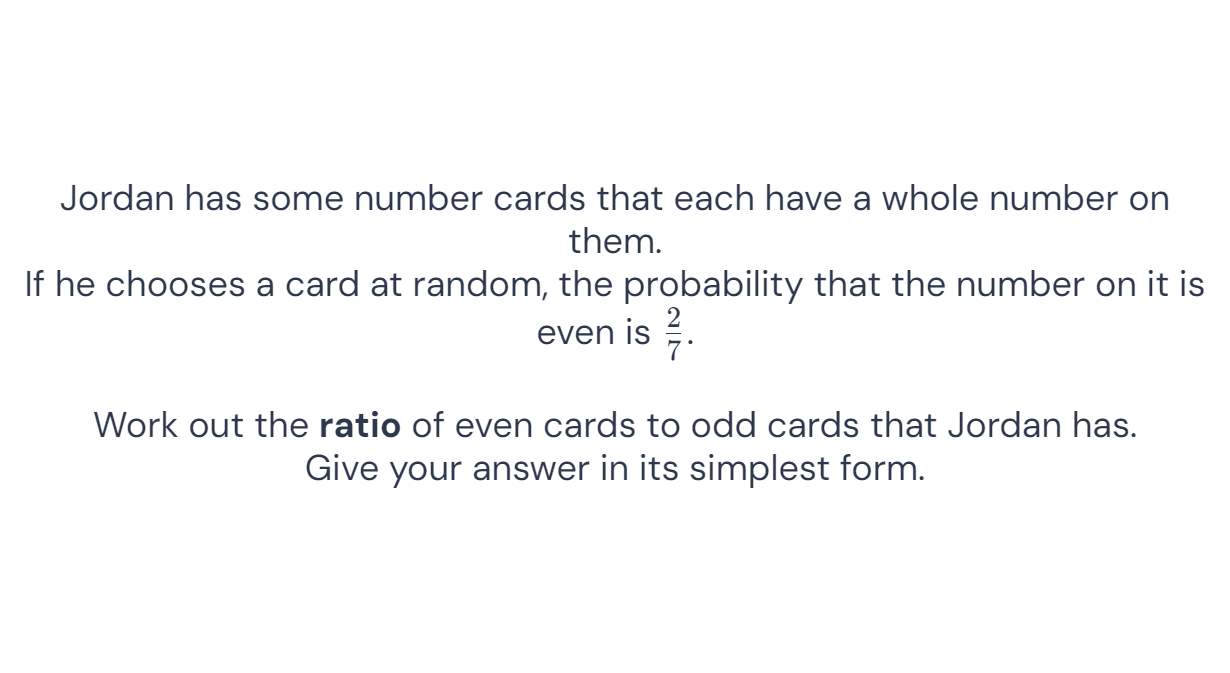 Jordan has some number cards that each have a whole number on
them.
If he chooses a card at random, the probability that the number on it is
even is 2/7.
Work out the ratio of even cards to odd cards that Jordan has.
Give your answer in its simplest form.